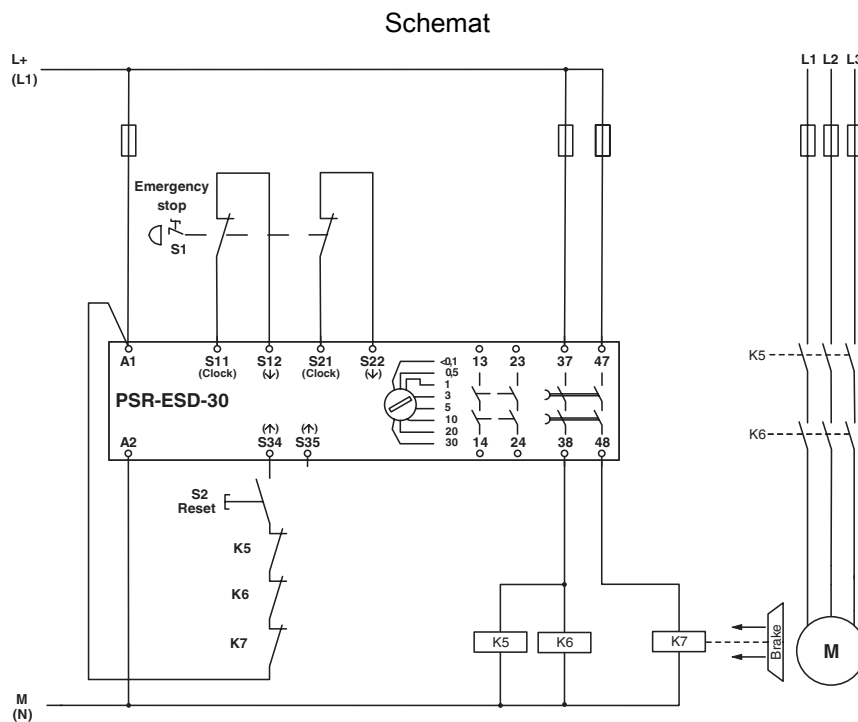 Schemat
L+
(L1)
L1 L2 L3
Emergency
stop
S1
A1 S11 S12 S21 S22 <0,1 13 23 37 47
(Clock) (↓) (Clock) (↓) 0,5
1
PSR-ESD-30 3
5
(↑) (↑) 10
A2 S34 S35 20 14 24 38 48
30
K5
K6
S2
Reset
K5
K6
K7
K5 K6 K7 Brake M
M
(N)